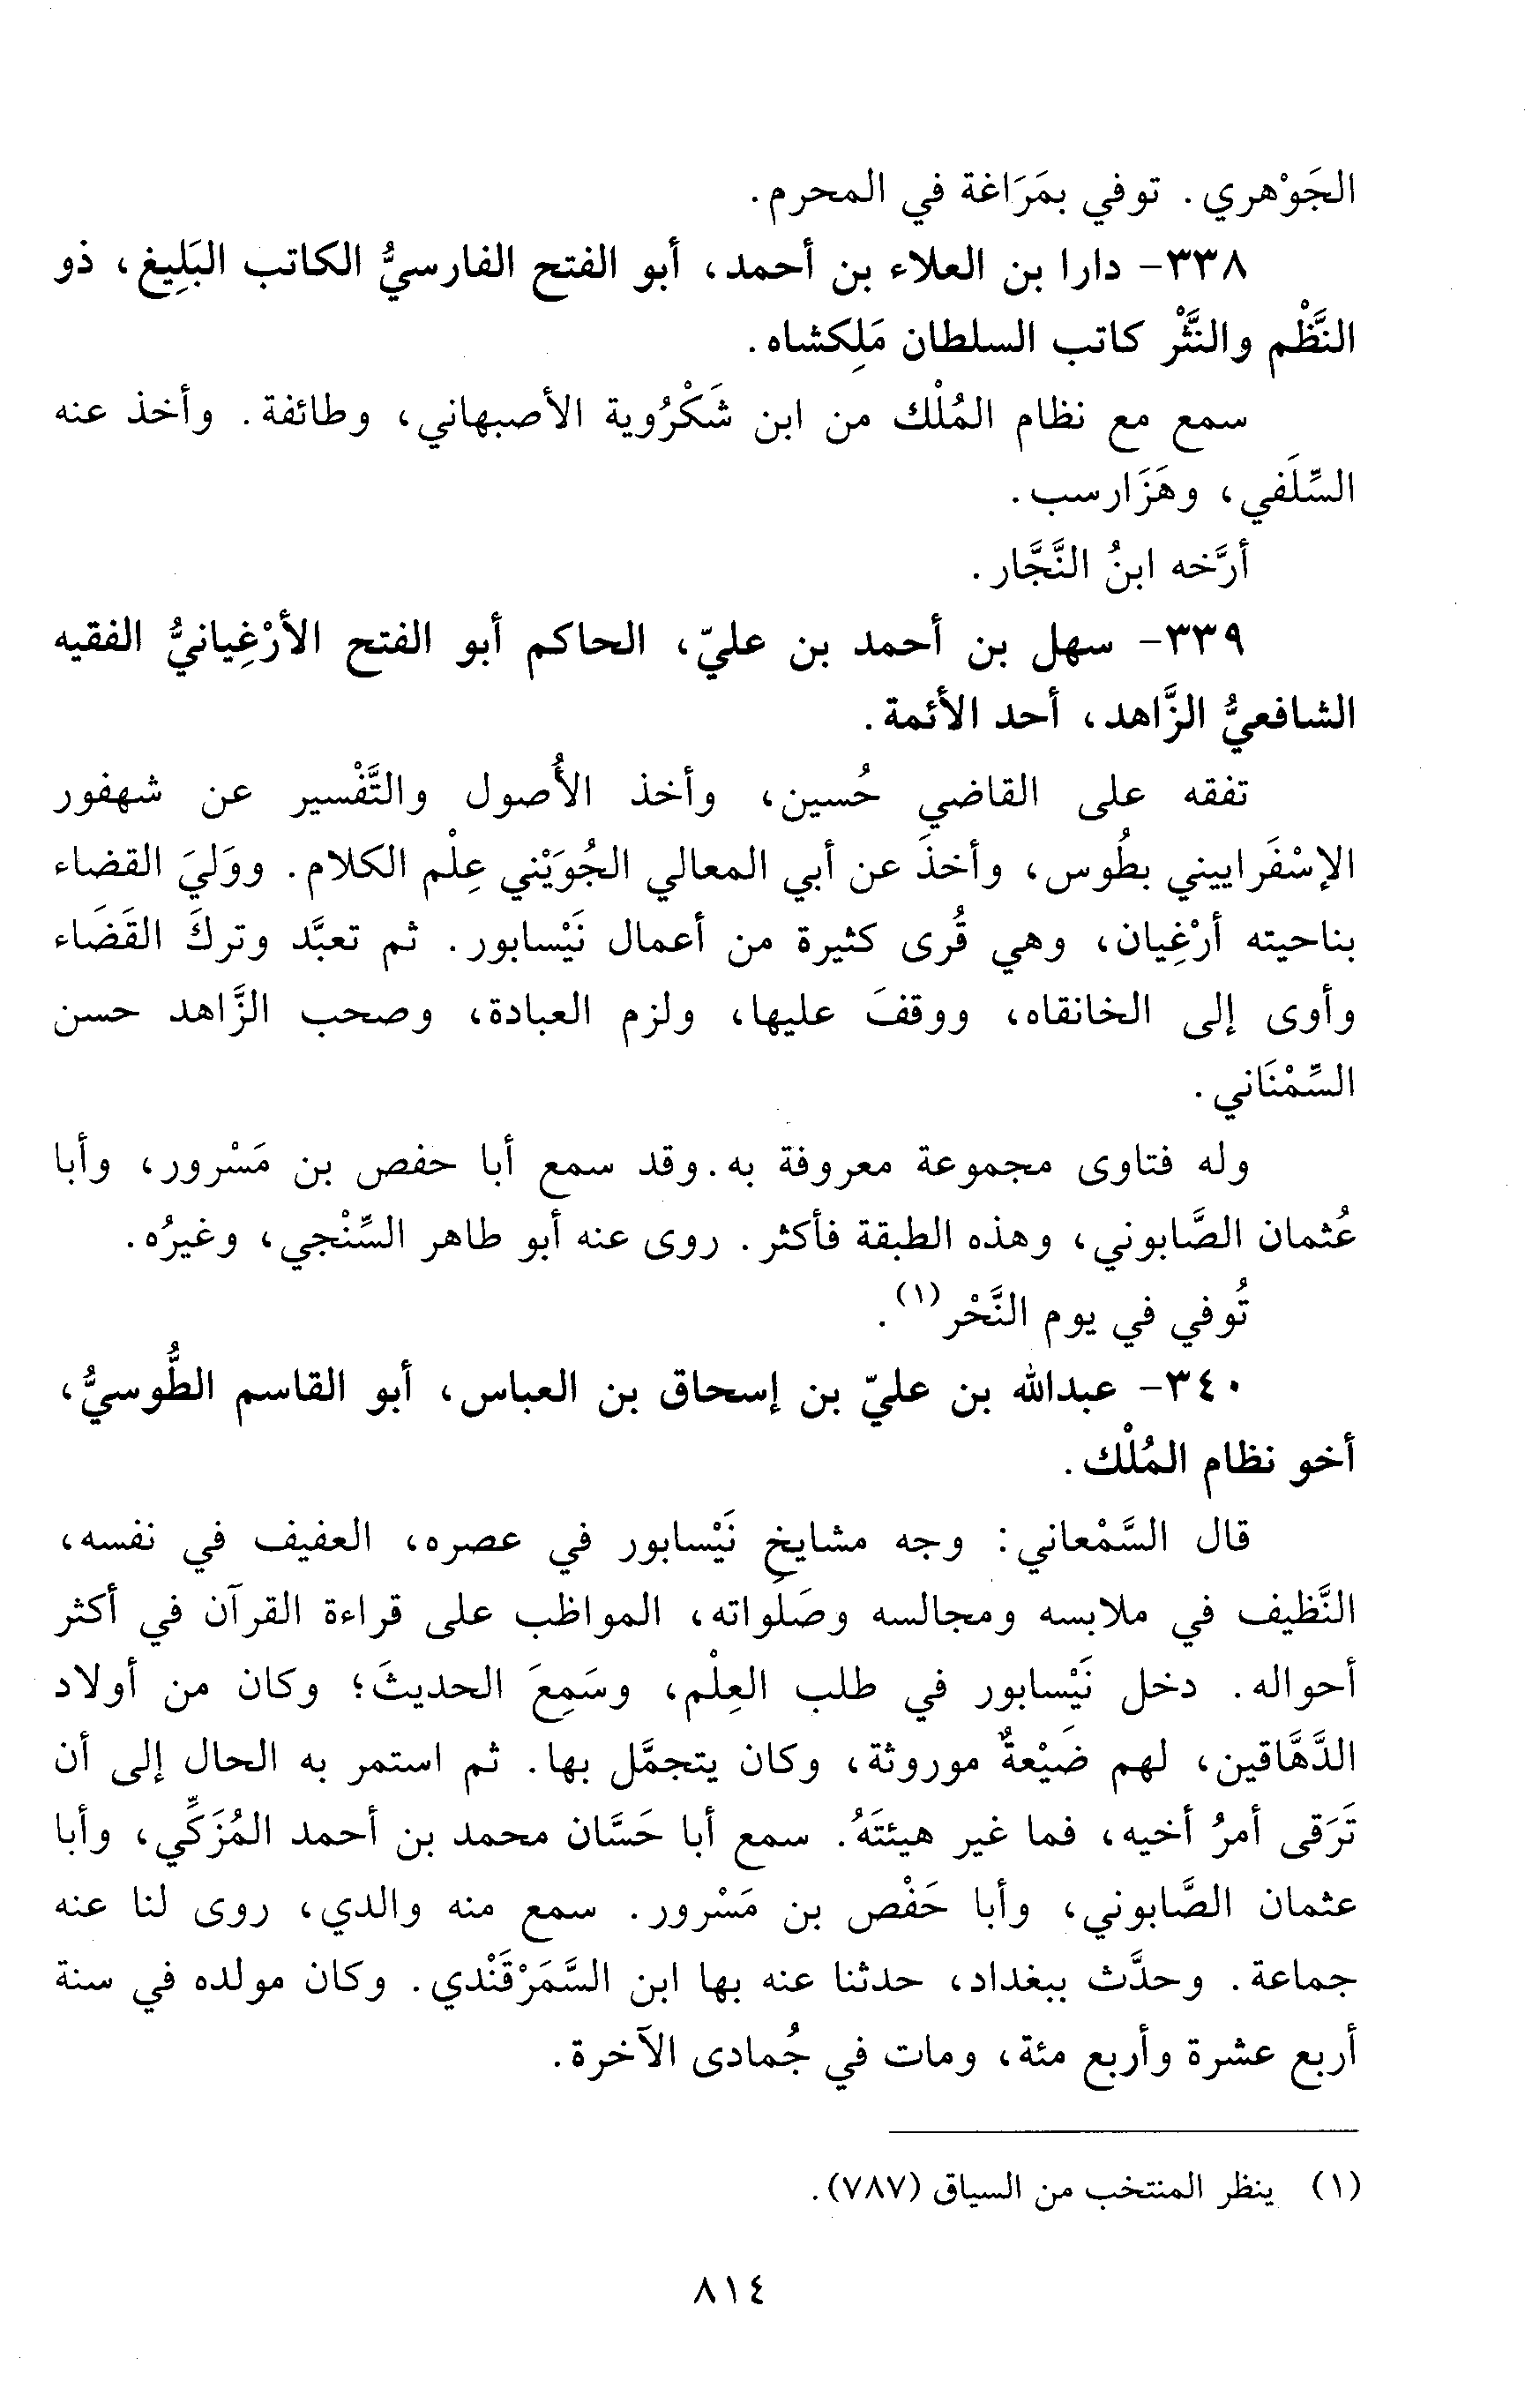 الجَوْهري. توفي بمَرَاغة في المحرم.
٣٣٨- دارا بن العلاء بن أحمد، أبو الفتح الفارسيُّ الكاتب البَلِيغ، ذو
النَّظْم والنَّثْر كاتب السلطان مَلِكشاه.
سمع مع نظام المُلْك من ابن شَكْرُوية الأصبهاني، وطائفة. وأخذ عنه
السِّلَفي، وهَزَارسب.
أرَّخه ابنُ النَّجَّار.
٣٣٩- سهل بن أحمد بن عليّ، الحاكم أبو الفتح الأرْغِيانيُّ الفقيه
الشافعيُّ الزَّاهد، أحد الأئمة.
تفقه على القاضي حُسين، وأخذ الأُصول والتَّفْسير عن شهفور
الإسْفَراييني بطُوس، وأخذَ عن أبي المعالي الجُوَيْني عِلْم الكلام. ووَليَ القضاء
بناحيته أرْغِيان، وهي قُرى كثيرة من أعمال نَيْسابور. ثم تعبَّد وتركَ القَضَاء
وأوى إلى الخانقاه، ووقفَ عليها، ولزم العبادة، وصحب الزَّاهد حسن
السِّمْنَاني.
وله فتاوى مجموعة معروفة به. وقد سمع أبا حفص بن مَسْرور، وأبا
عُثمان الصَّابوني، وهذه الطبقة فأكثر. روى عنه أبو طاهر السِّنْجي، وغيرُه.
تُوفي في يوم النَّحْر(١).
٣٤٠- عبدالله بن عليّ بن إسحاق بن العباس، أبو القاسم الطُّوسيُّ،
أخو نظام المُلْك.
قال السَّمْعاني: وجه مشايخِ نَيْسابور في عصره، العفيف في نفسه،
النَّظيف في ملابسه ومجالسه وصَلواته، المواظب على قراءة القرآن في أكثر
أحواله. دخل نَيْسابور في طلب العِلْم، وسَمِعَ الحديثَ؛ وكان من أولاد
الدَّهَّاقين، لهم ضَيْعةٌ موروثة، وكان يتجمَّل بها. ثم استمر به الحال إلى أن
تَرَقى أمرُ أخيه، فما غير هيئتَهُ. سمع أبا حَسَّان محمد بن أحمد المُزَكِّي، وأبا
عثمان الصَّابوني، وأبا حَفْص بن مَسْرور. سمع منه والدي، روى لنا عنه
جماعة. وحدَّث ببغداد، حدثنا عنه بها ابن السَّمَرْقَندي. وكان مولده في سنة
أربع عشرة وأربع مئة، ومات في جُمادى الآخرة.
(١) ينظر المنتخب من السياق (٧٨٧).
٨١٤